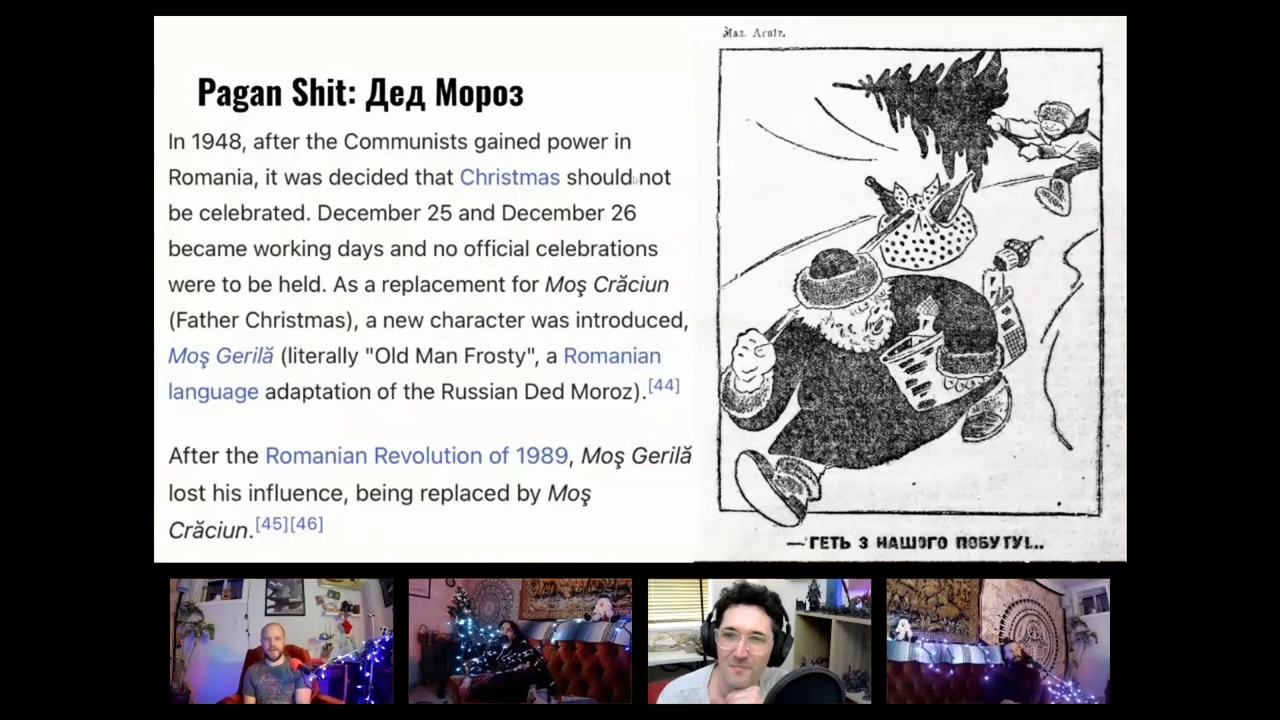 Pagan Shit: Дед Мороз
In 1948, after the Communists gained power in
Romania, it was decided that Christmas should not
be celebrated. December 25 and December 26
became working days and no official celebrations
were to be held. As a replacement for Moş Crăciun
(Father Christmas), a new character was introduced,
Moş Gerilă (literally "Old Man Frosty", a Romanian
language adaptation of the Russian Ded Moroz).[44]
After the Romanian Revolution of 1989, Moş Gerilă
lost his influence, being replaced by Moş
Crăciun.[45][46]
— ГЕТЬ З НАШОГО ПОБУТУ!..